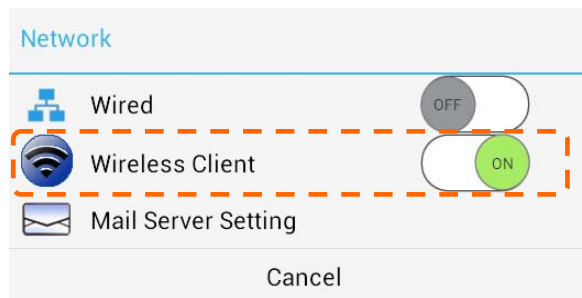 Network
Wired OFF
Wireless Client ON
Mail Server Setting
Cancel